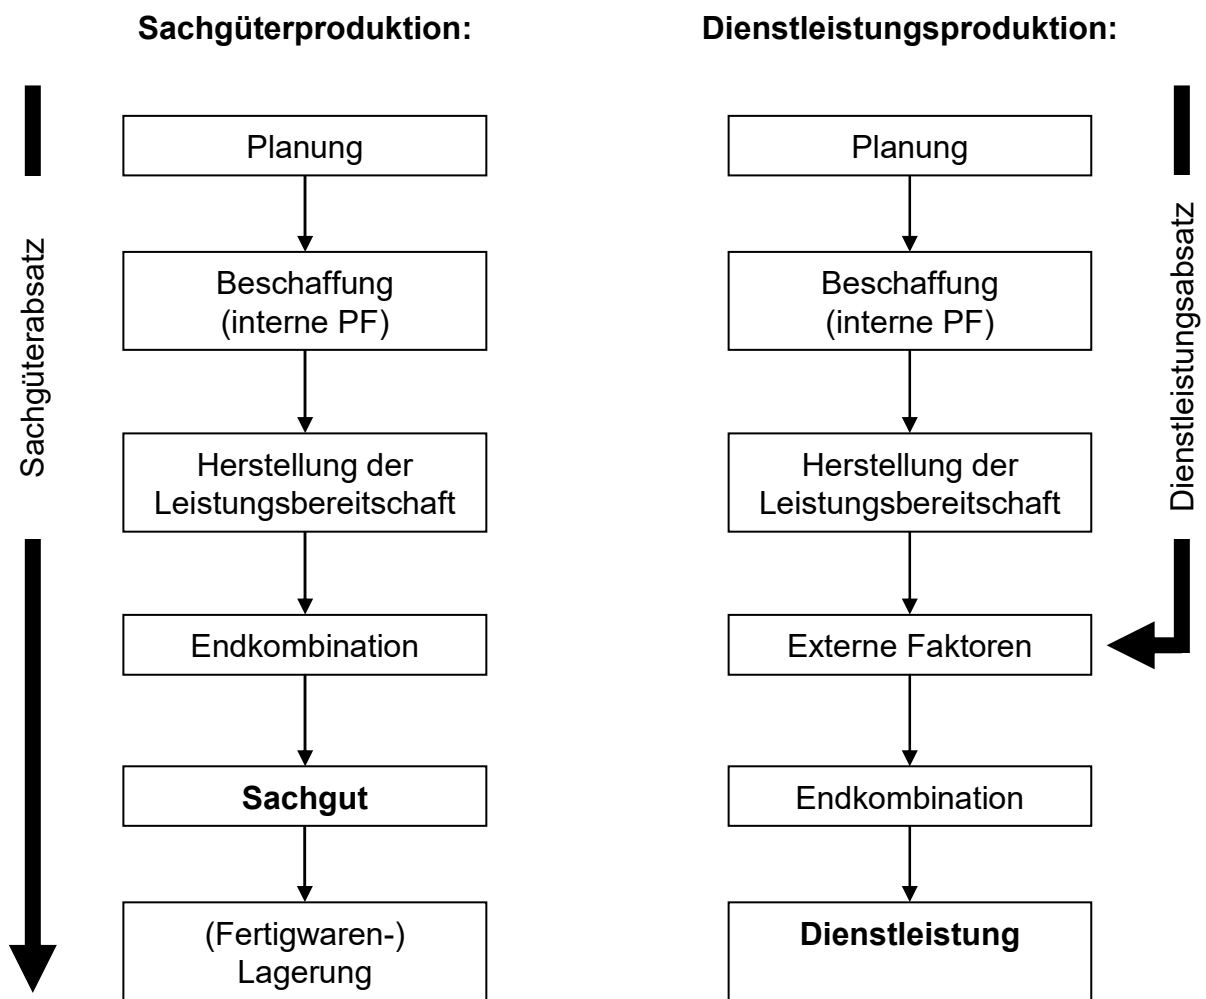 Sachgüterproduktion:
Planung
Beschaffung
(interne PF)
Herstellung der
Leistungsbereitschaft
Endkombination
Sachgut
(Fertigwaren-)
Lagerung
Sachgüterabsatz
Dienstleistungsproduktion:
Planung
Beschaffung
(interne PF)
Herstellung der
Leistungsbereitschaft
Externe Faktoren
Endkombination
Dienstleistung
Dienstleistungsabsatz